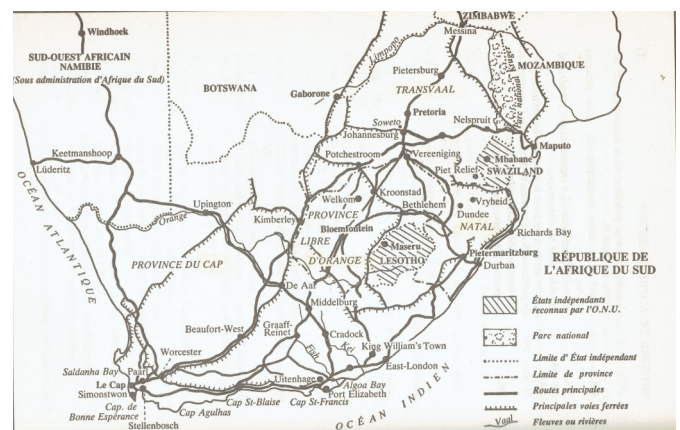 ZIMBABWE
Messina
Windhoek
SUD-OUEST AFRICAIN
NAMIBIE
(Sous administration d'Afrique du Sud)
Limpopo
Parc national Kruger
MOZAMBIQUE
Pietersburg
TRANSVAAL
BOTSWANA
Gaborone
Pretoria
Nelspruit
Soweto
Johannesburg
Maputo
Keetmanshoop
Potchestroom
Vereeniging
Mbabane
Piet Relief
SWAZILAND
Lüderitz
OCÉAN ATLANTIQUE
Upington
Orange
Welkom
Kroonstad
Vryheid
Kimberley
PROVINCE
Bethlehem
Dundee
Bloemfontein
NATAL
Richards Bay
LIBRE
Maseru
Pietermaritzburg
PROVINCE DU CAP
D'ORANGE
LESOTHO
Durban
RÉPUBLIQUE DE
L'AFRIQUE DU SUD
De Aar
Middelburg
États indépendants
reconnus par l'O.N.U.
Beaufort-West
Graaff-
Reinet
Cradock
Parc national
Worcester
Fish
Kei
King William's Town
Saldanha Bay
Paarl
East-London
Limite d'État indépendant
Uitenhage
Algoa Bay
Limite de province
Le Cap
Simonstwon
Cap St-Blaise
Cap St-Francis
Port Elizabeth
Routes principales
Cap. de
Bonne Espérance
Cap Agulhas
OCÉAN INDIEN
Principales voies ferrées
Stellenbosch
Vaal
Fleuves ou rivières